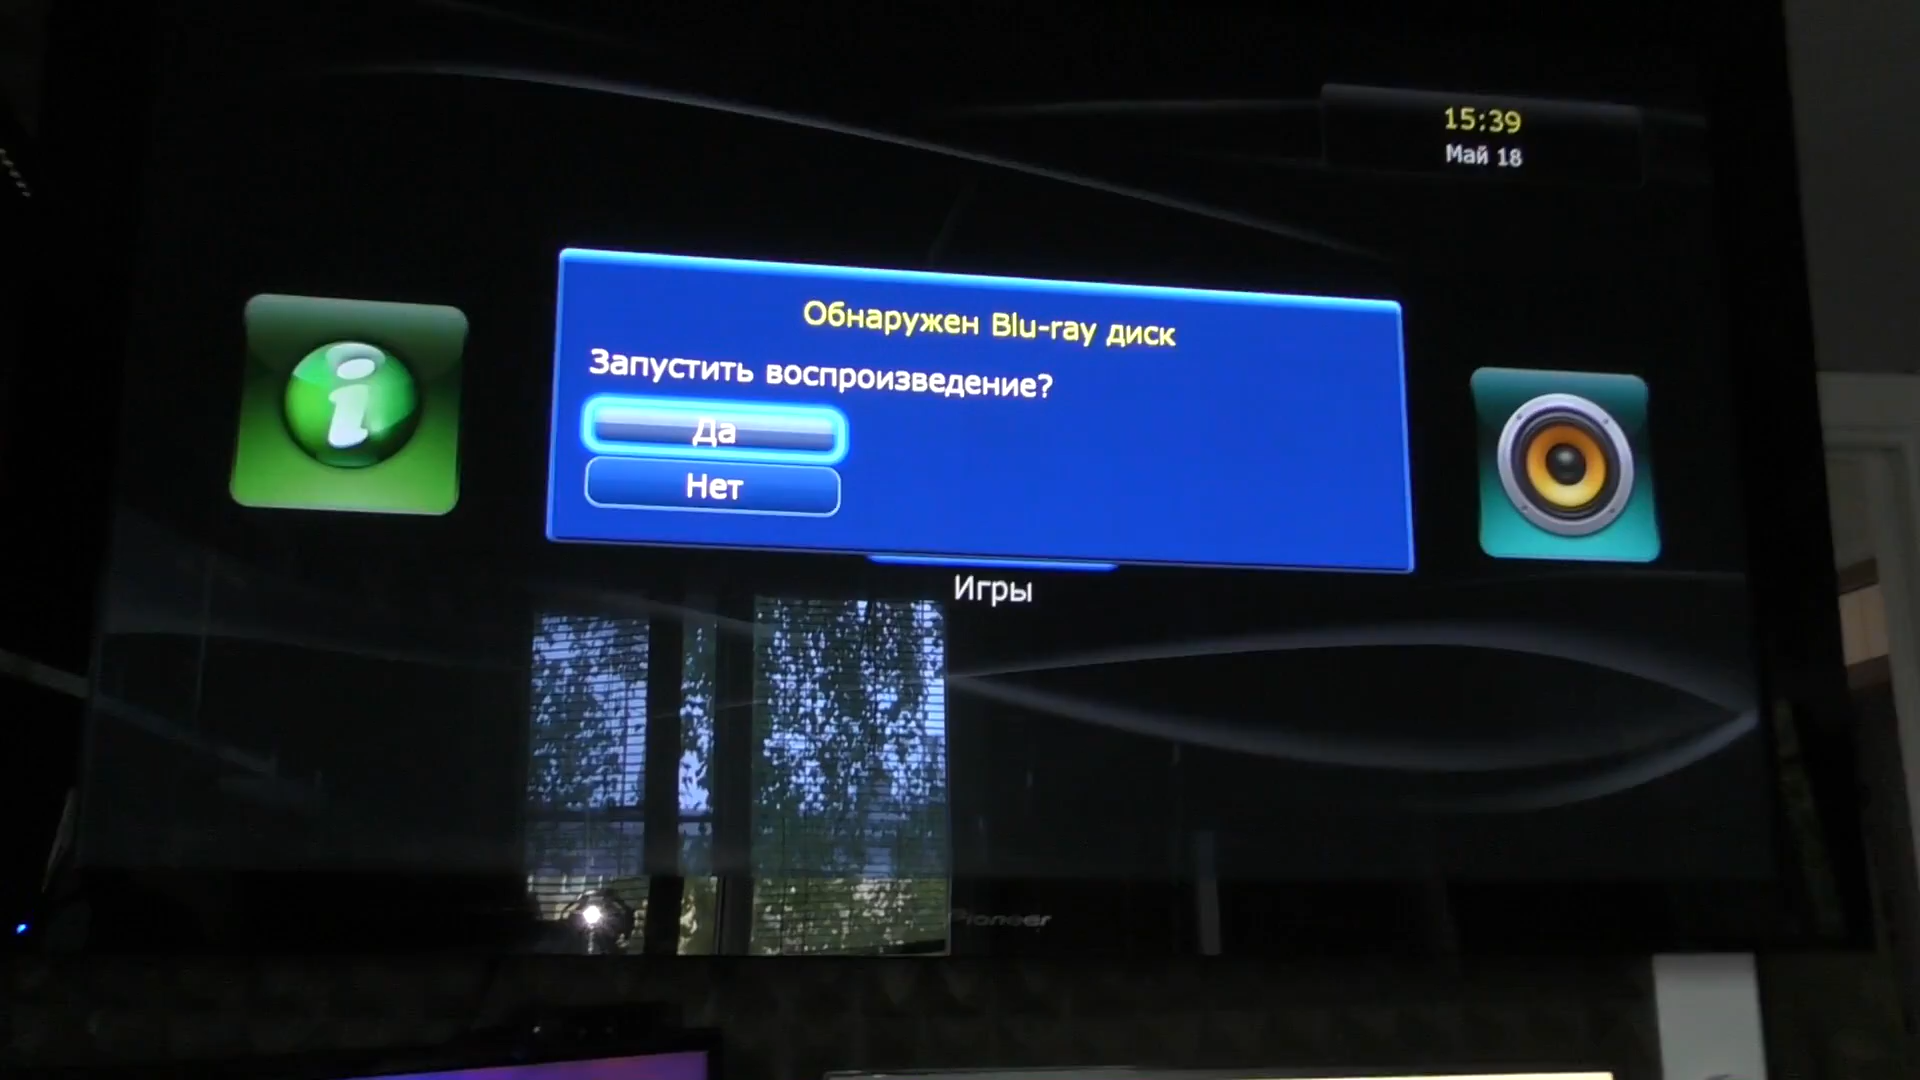 15:39
Май 18
Обнаружен Blu-ray диск
Запустить воспроизведение?
Да
Нет
Игры
Pioneer